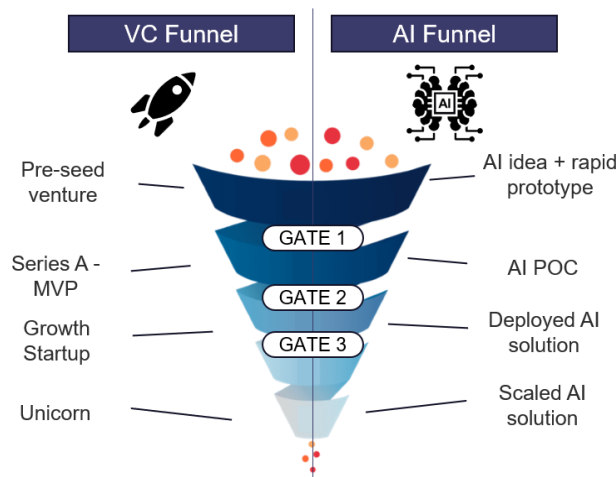 VC Funnel
AI Funnel
AI
Pre-seed
venture
AI idea + rapid
prototype
GATE 1
Series A -
MVP
AI POC
GATE 2
Growth
Startup
Deployed AI
solution
GATE 3
Unicorn
Scaled AI
solution